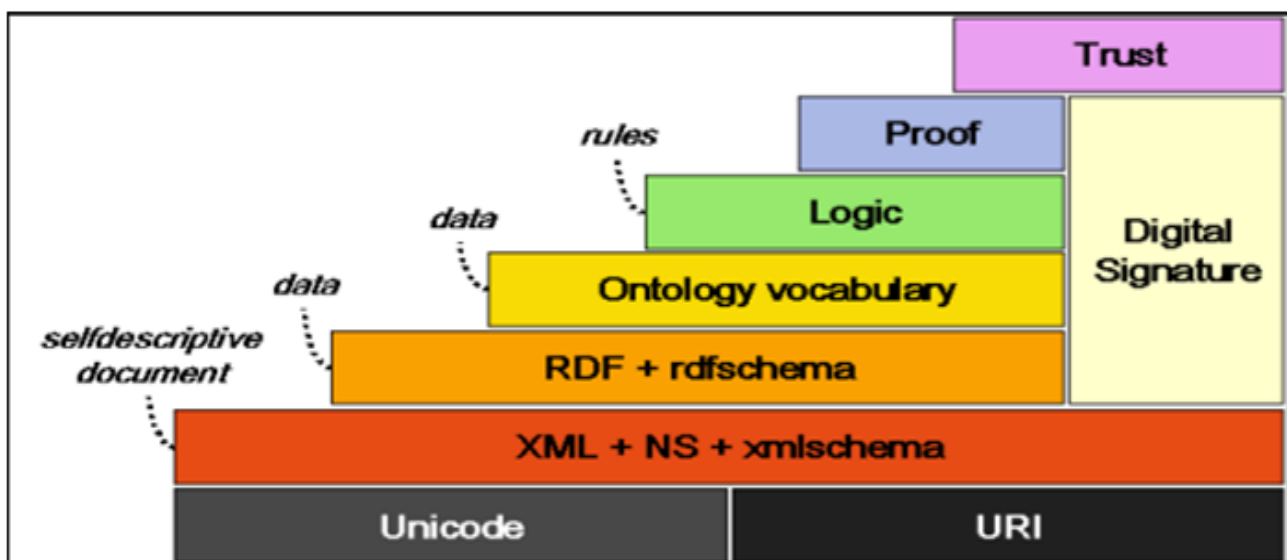 Trust
Proof
rules
Logic
data
Digital
Signature
Ontology vocabulary
data
selfdescriptive
document
RDF + rdfschema
XML + NS + xmlschema
Unicode
URI